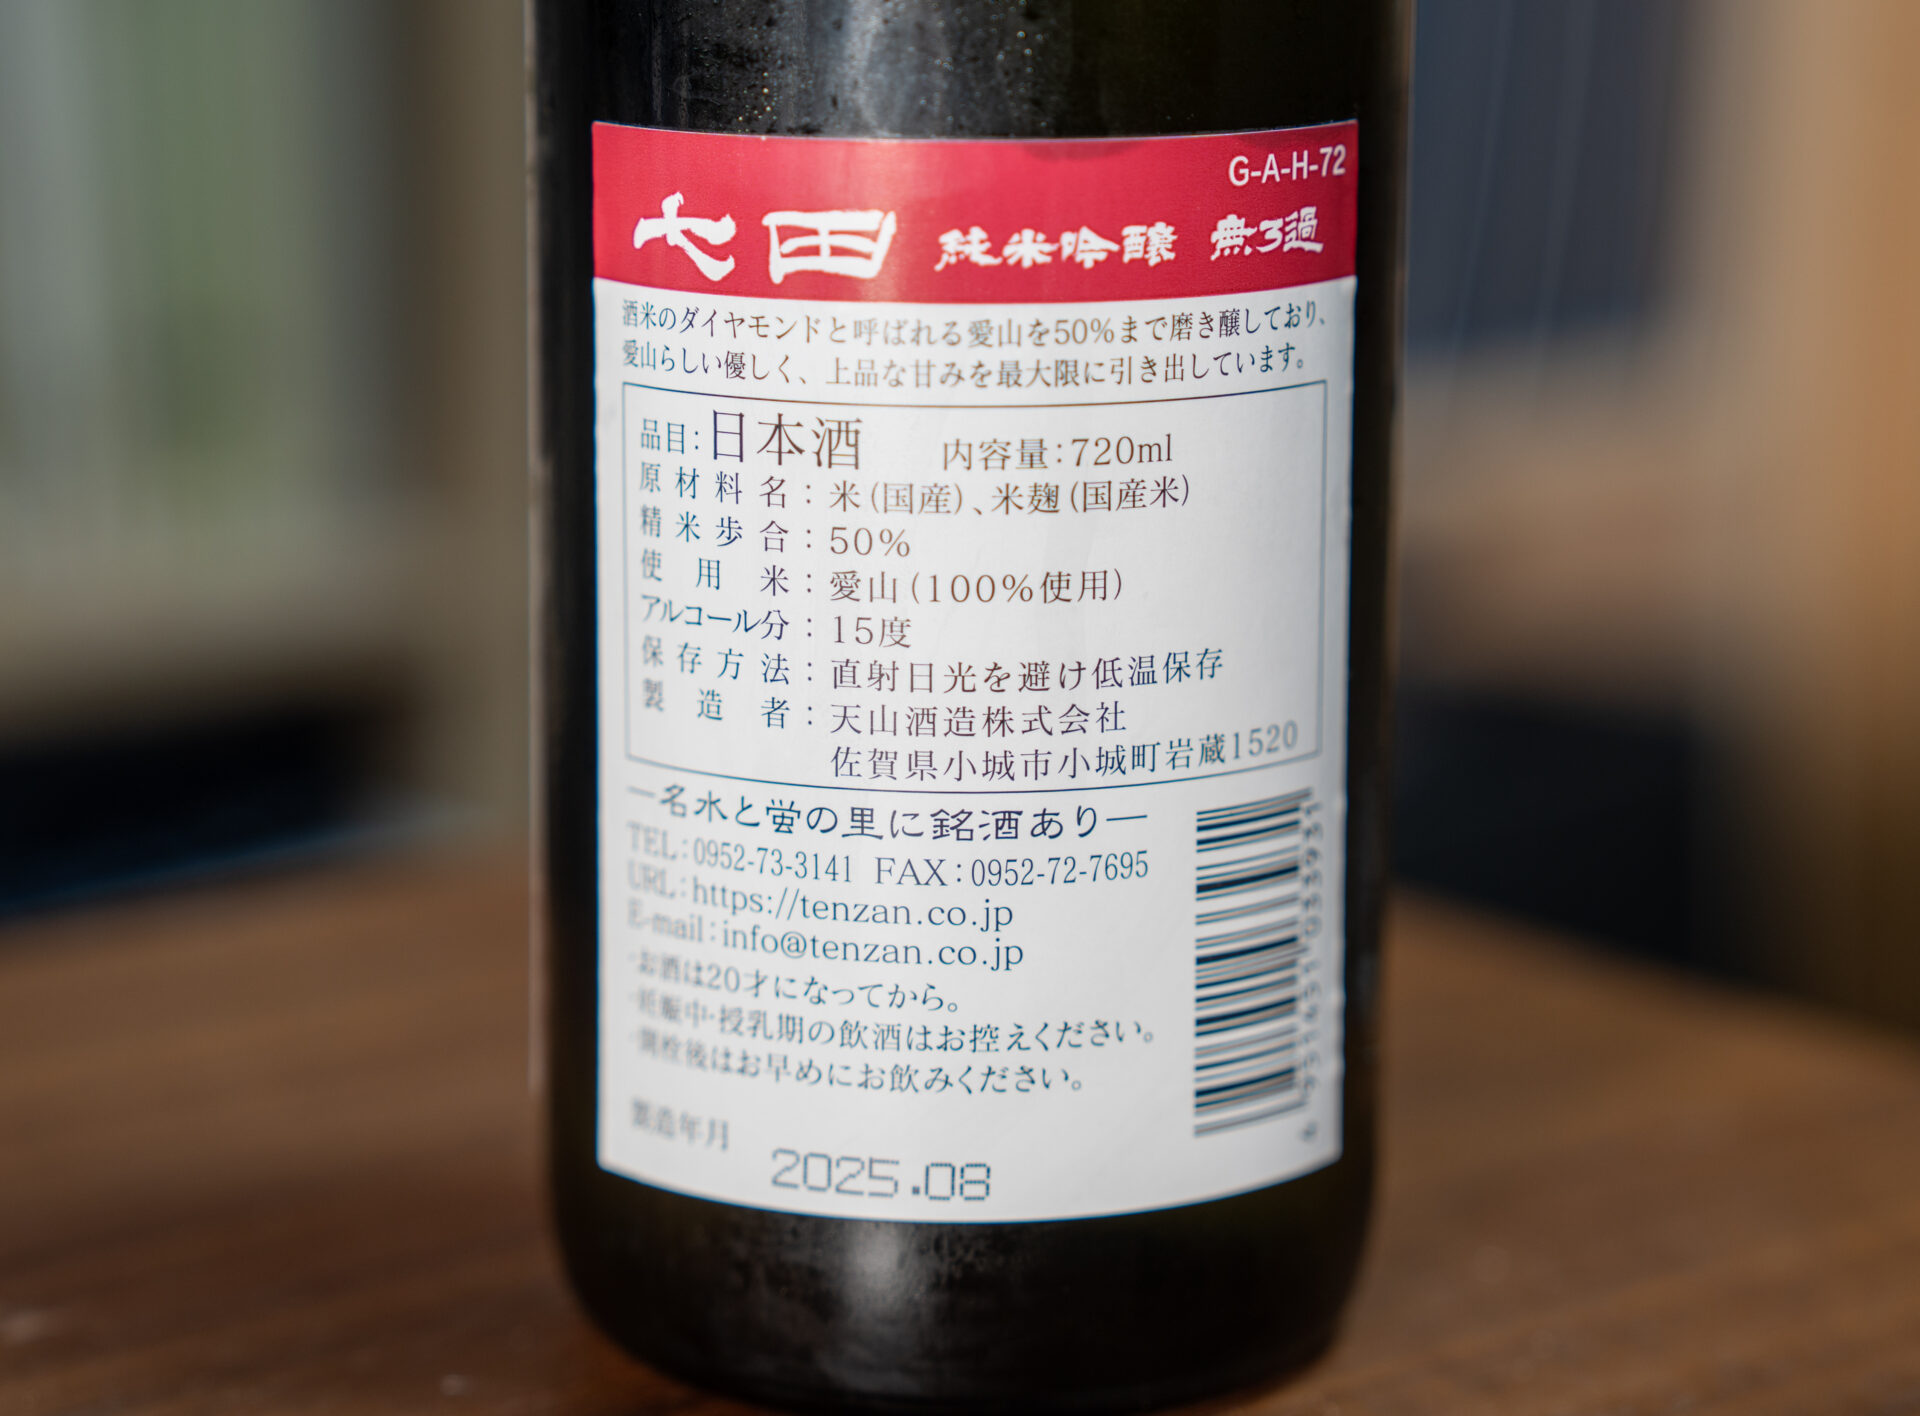 G-A-H-72
七田 純米吟醸 無ろ過
酒米のダイヤモンドと呼ばれる愛山を50%まで磨き醸しており、
愛山らしい優しく、上品な甘みを最大限に引き出しています。
品目:日本酒 内容量:720ml
原材料名:米(国産)、米麹(国産米)
精米歩合:50%
使用米:愛山(100%使用)
アルコール分:15度
保存方法:直射日光を避け低温保存
製造者:天山酒造株式会社
佐賀県小城市小城町岩蔵1520
―名水と蛍の里に銘酒あり―
TEL:0952-73-3141 FAX:0952-72-7695
URL:https://tenzan.co.jp
E-mail:info@tenzan.co.jp
・お酒は20才になってから。
・妊娠中・授乳期の飲酒はお控えください。
・開栓後はお早めにお飲みください。
製造年月
2025.08